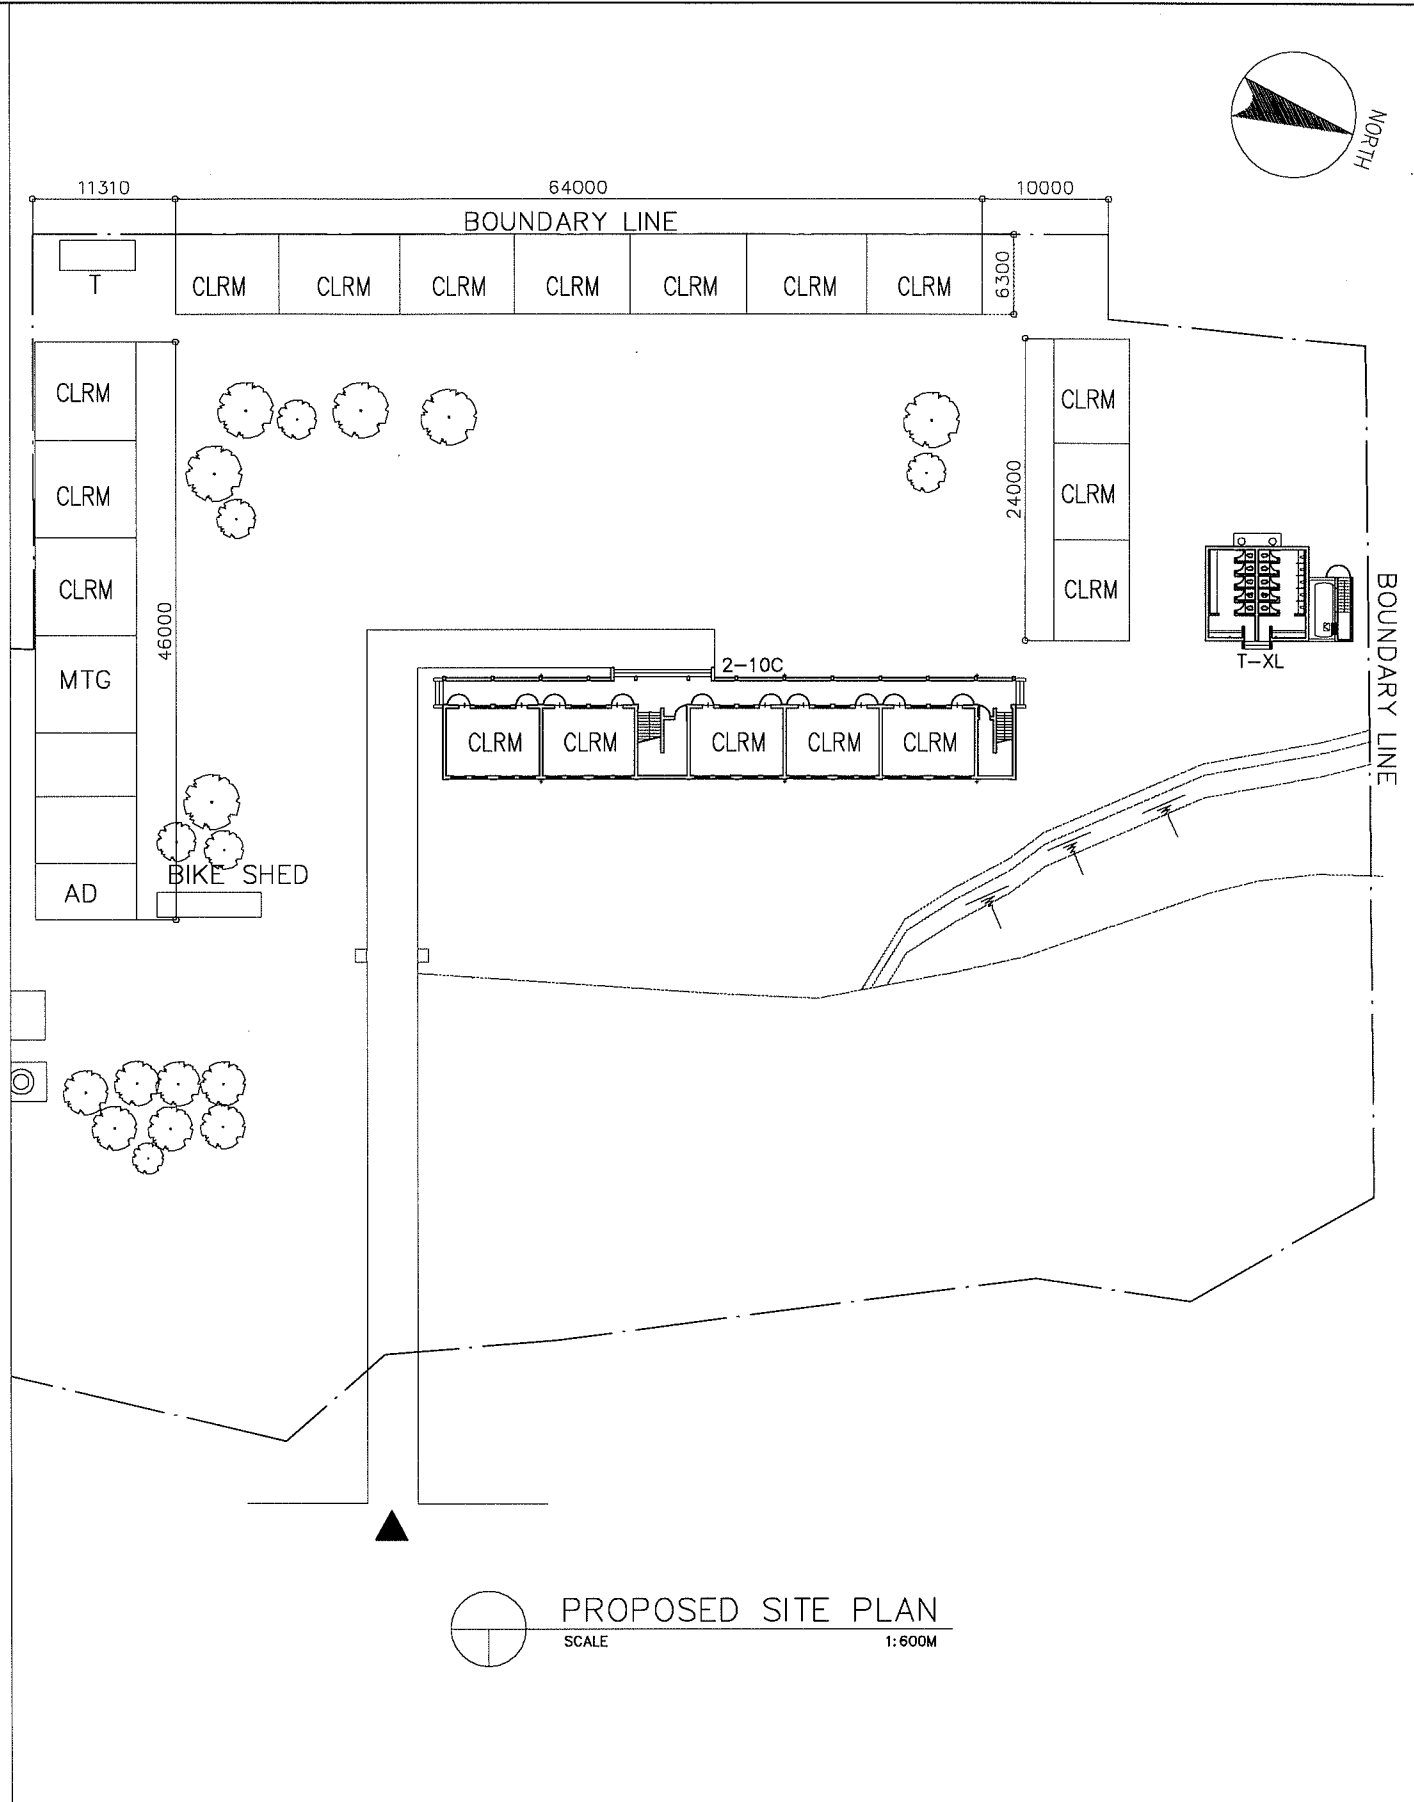 NORTH
11310
64000
10000
BOUNDARY LINE
T
CLRM
CLRM
CLRM
CLRM
CLRM
CLRM
CLRM
6300
CLRM
CLRM
CLRM
MTG
AD
46000
BIKE SHED
24000
CLRM
CLRM
CLRM
T-XL
BOUNDARY LINE
2-10C
CLRM
CLRM
CLRM
CLRM
CLRM
PROPOSED SITE PLAN
SCALE 1:600M